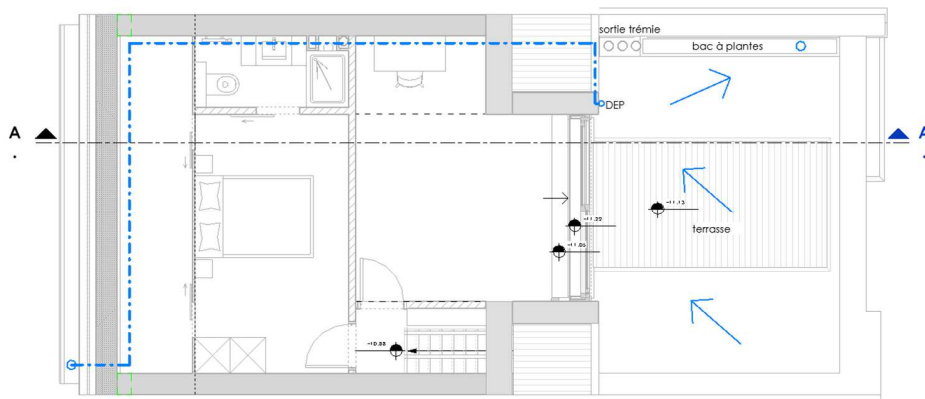 sortie trémie
bac à plantes
DEP
A
A
terrasse